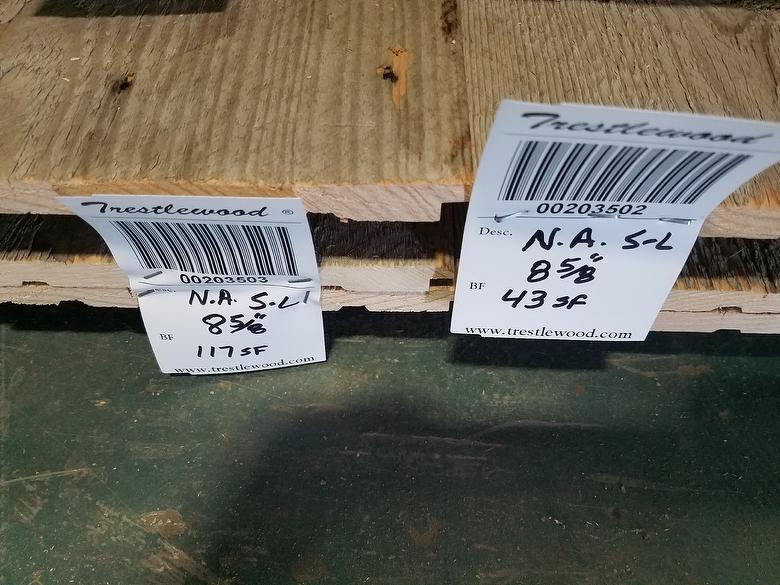 Trestlewood ®
00203503
N.A. S-L
8 5/8"
BF
117 SF
www.trestlewood.com
Trestlewood
00203502
Desc. N.A. S-L
8 5/8"
BF
43 SF
www.trestlewood.com